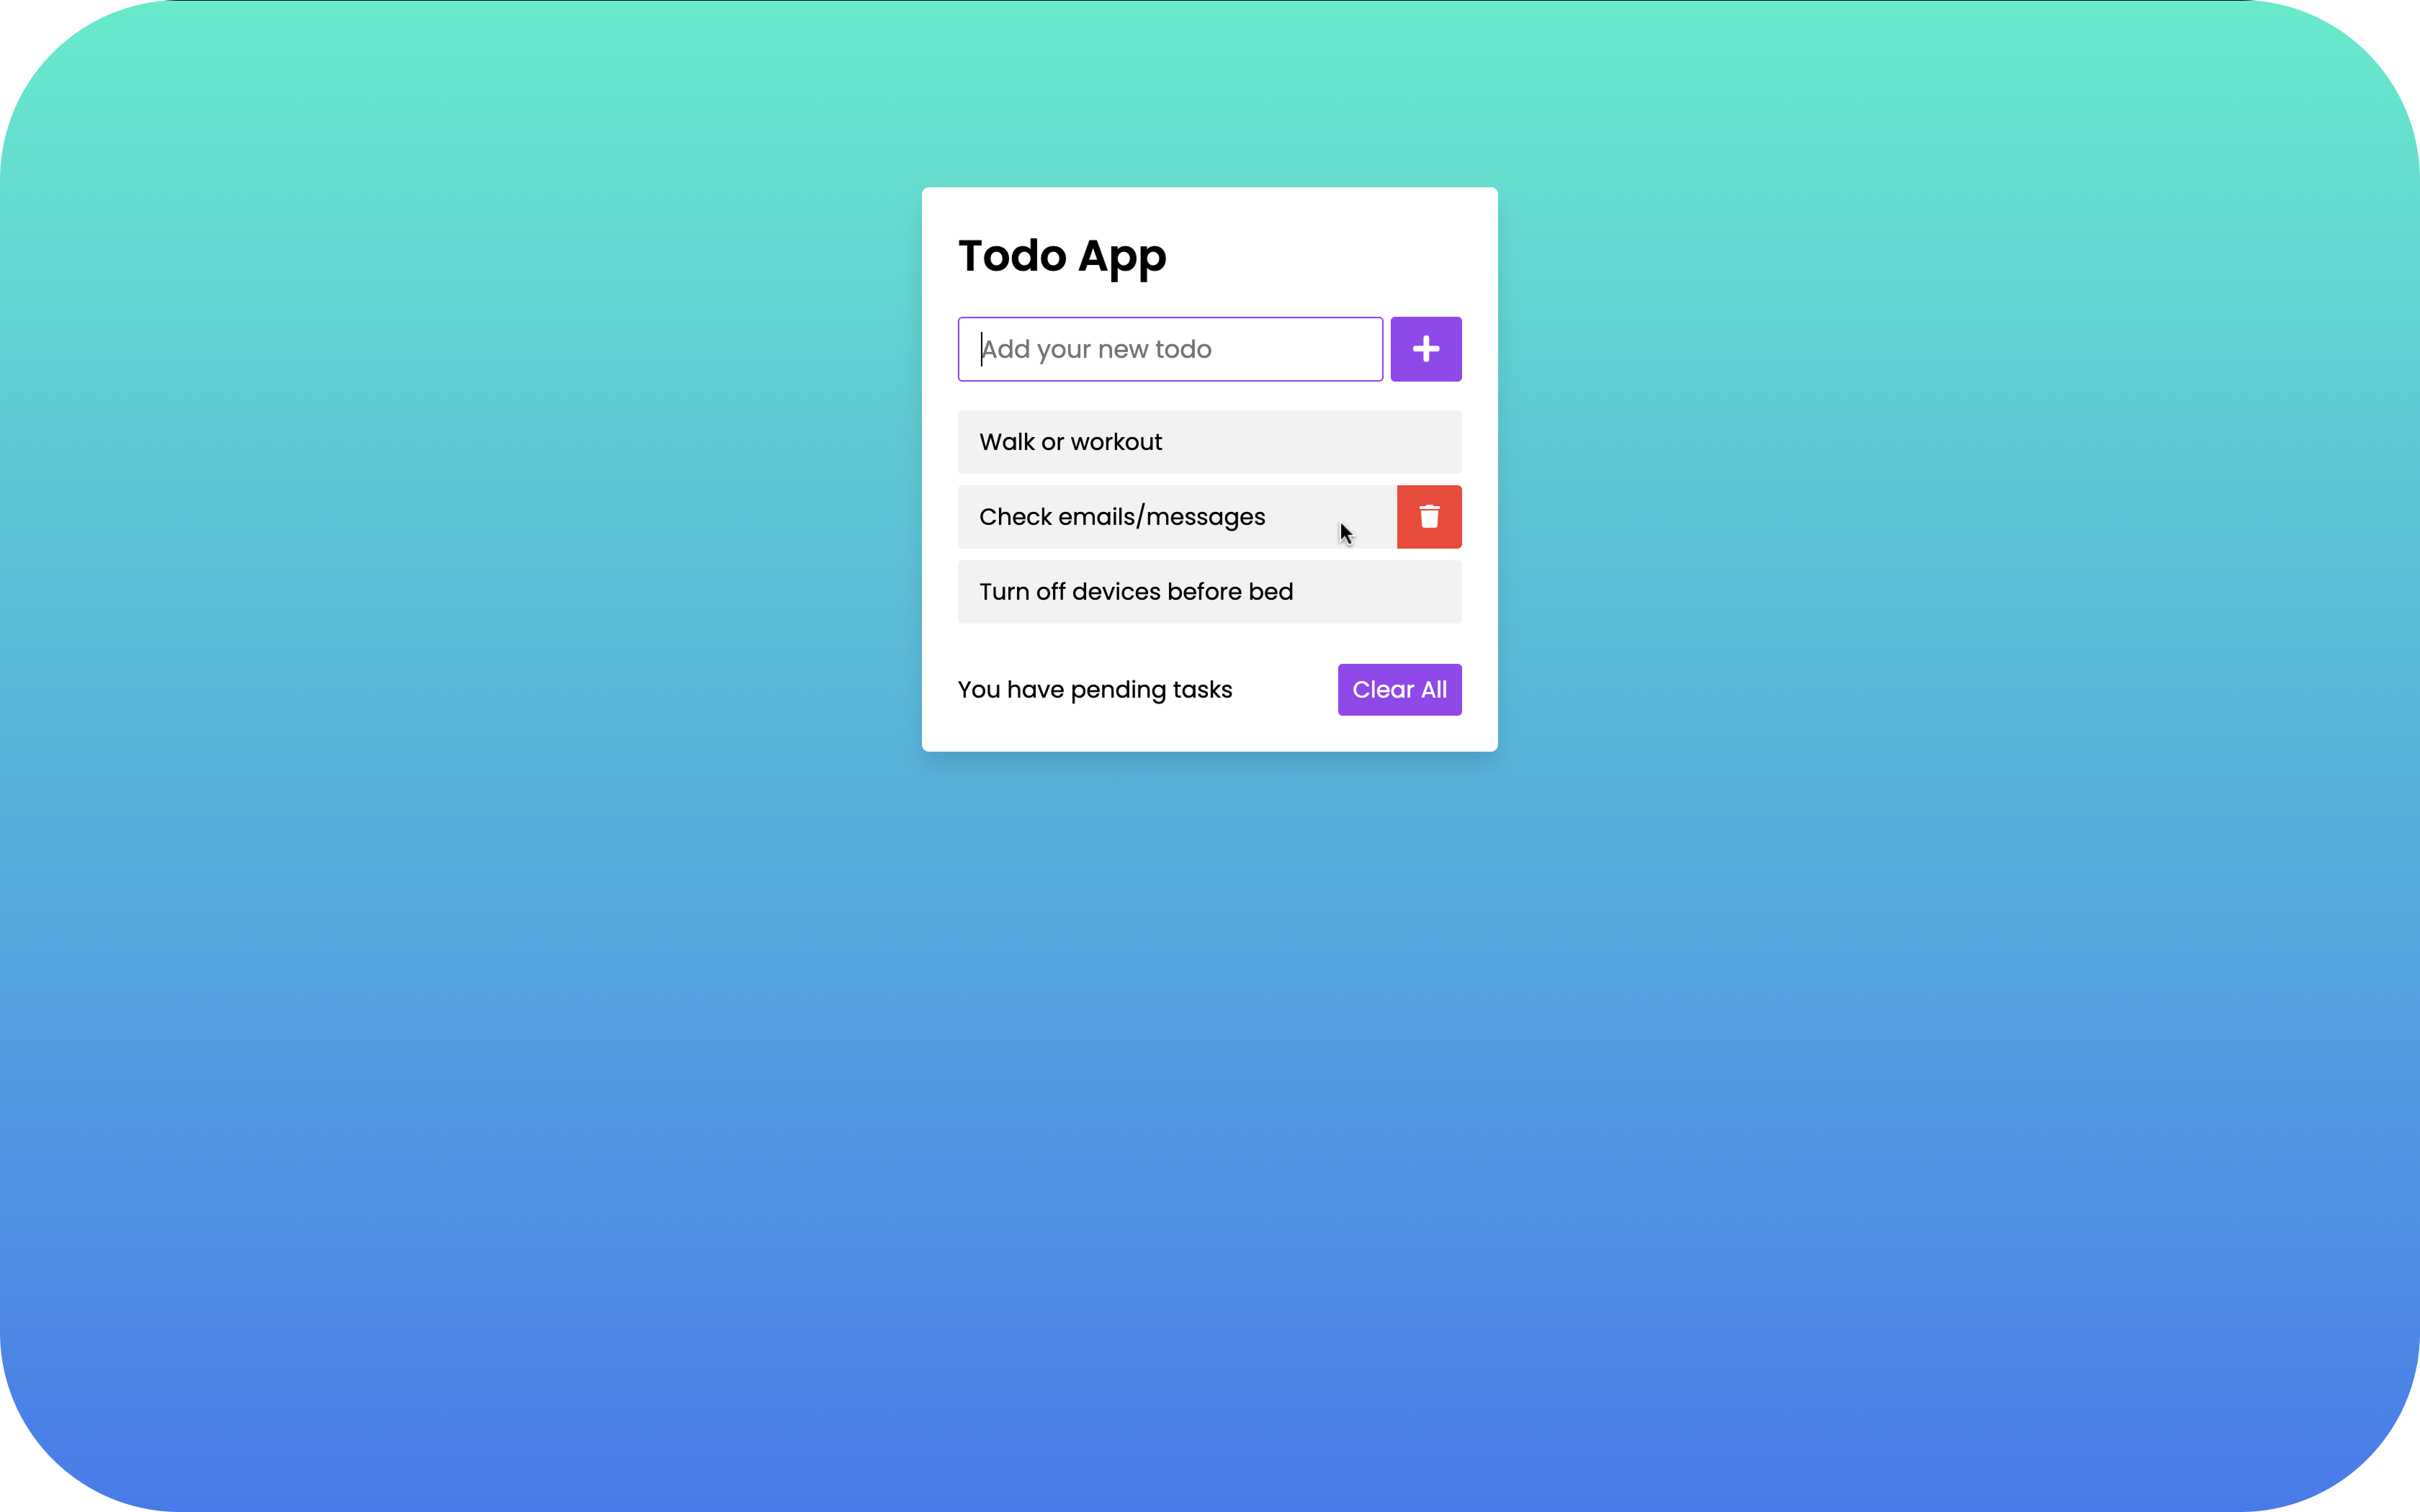 Todo App
Add your new todo
Walk or workout
Check emails/messages
Turn off devices before bed
You have pending tasks
Clear All